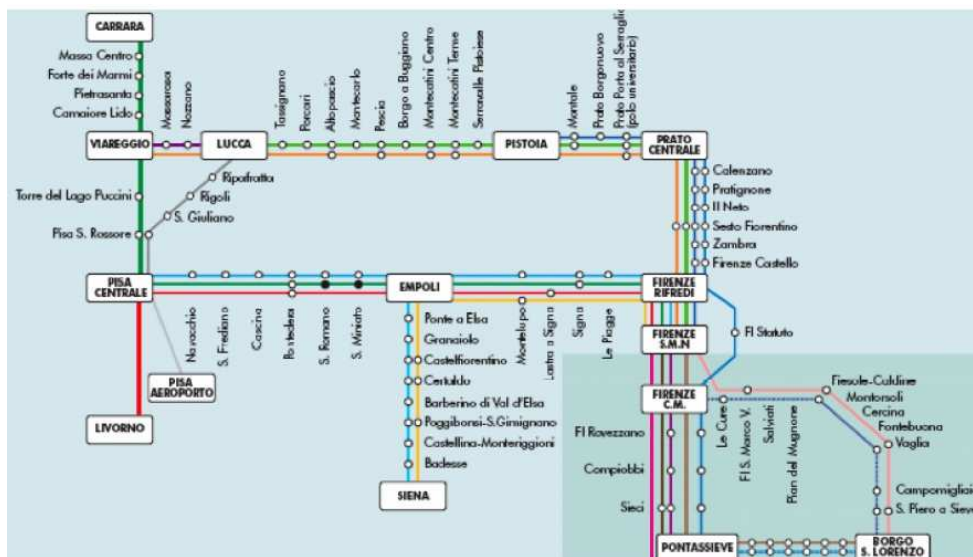 CARRARA
Massa Centro
Forte dei Marmi
Pietrasanta
Camaiore Lido
VIAREGGIO
Massarosa
Nozzano
LUCCA
Tassignano
Porcari
Altopascio
Montecarlo
Pescia
Borgo a Buggiano
Montecatini Centro
Montecatini Terme
Serravalle Pistoiese
PISTOIA
Montale
Prato Borgonuovo
Prato Porta al Serraglio
(polo universitario)
PRATO
CENTRALE
Ripafratta
Rigoli
S. Giuliano
Torre del Lago Puccini
Pisa S. Rossore
Calenzano
Pratignone
Il Neto
Sesto Fiorentino
Zambra
Firenze Castello
PISA
CENTRALE
Navacchio
S. Frediano
Cascina
Pontedera
S. Romano
S. Miniato
EMPOLI
Montelupo
Lastra a Signa
Signa
Le Piagge
FIRENZE
RIFREDI
FI Statuto
FIRENZE
S.M.N
PISA
AEROPORTO
LIVORNO
Ponte a Elsa
Granaiolo
Castelfiorentino
Certaldo
Barberino di Val d'Elsa
Poggibonsi-S.Gimignano
Castellina-Monteriggioni
Badesse
SIENA
FIRENZE
C.M.
Le Cure
FI S. Marco V.
Salviati
Pian del Mugnone
Fiesole-Caldine
Montorsoli
Cercina
Fontebuona
Vaglia
Campomigliaio
S. Piero a Sieve
FI Rovezzano
Compiobbi
Sieci
PONTASSIEVE
BORGO
S. LORENZO